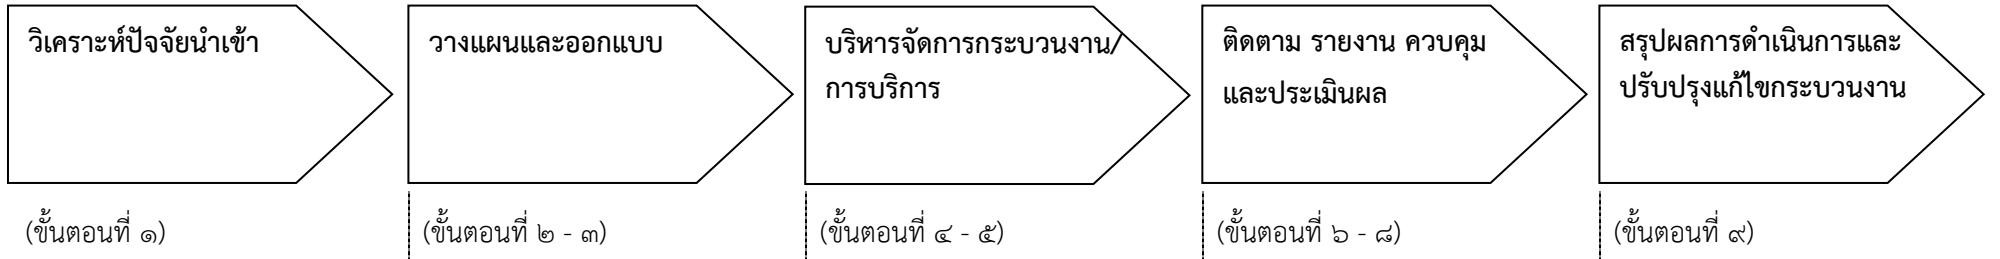 วิเคราะห์ปัจจัยนำเข้า
วางแผนและออกแบบ
บริหารจัดการกระบวนงาน/
การบริการ
ติดตาม รายงาน ควบคุม
และประเมินผล
สรุปผลการดำเนินการและ
ปรับปรุงแก้ไขกระบวนงาน
(ขั้นตอนที่ ๑)
(ขั้นตอนที่ ๒ - ๓)
(ขั้นตอนที่ ๔ - ๕)
(ขั้นตอนที่ ๖ - ๘)
(ขั้นตอนที่ ๙)